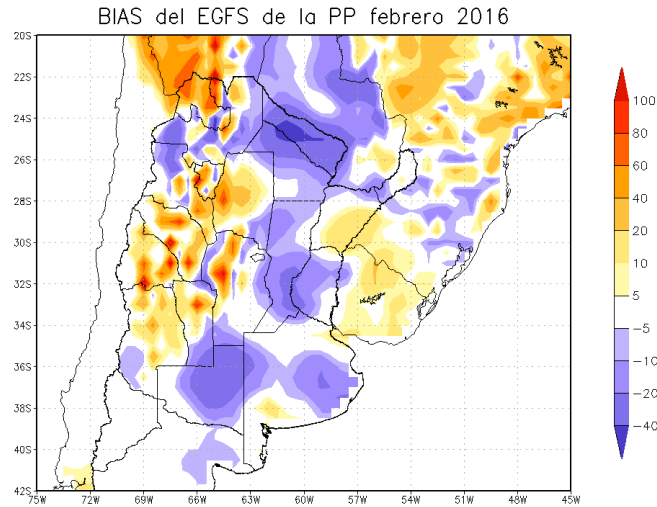 BIAS del EGFS de la PP febrero 2016
20S
22S
24S
26S
28S
30S
32S
34S
36S
38S
40S
42S
75W 72W 69W 66W 63W 60W 57W 54W 51W 48W 45W
100
80
60
40
20
10
5
-5
-10
-20
-40